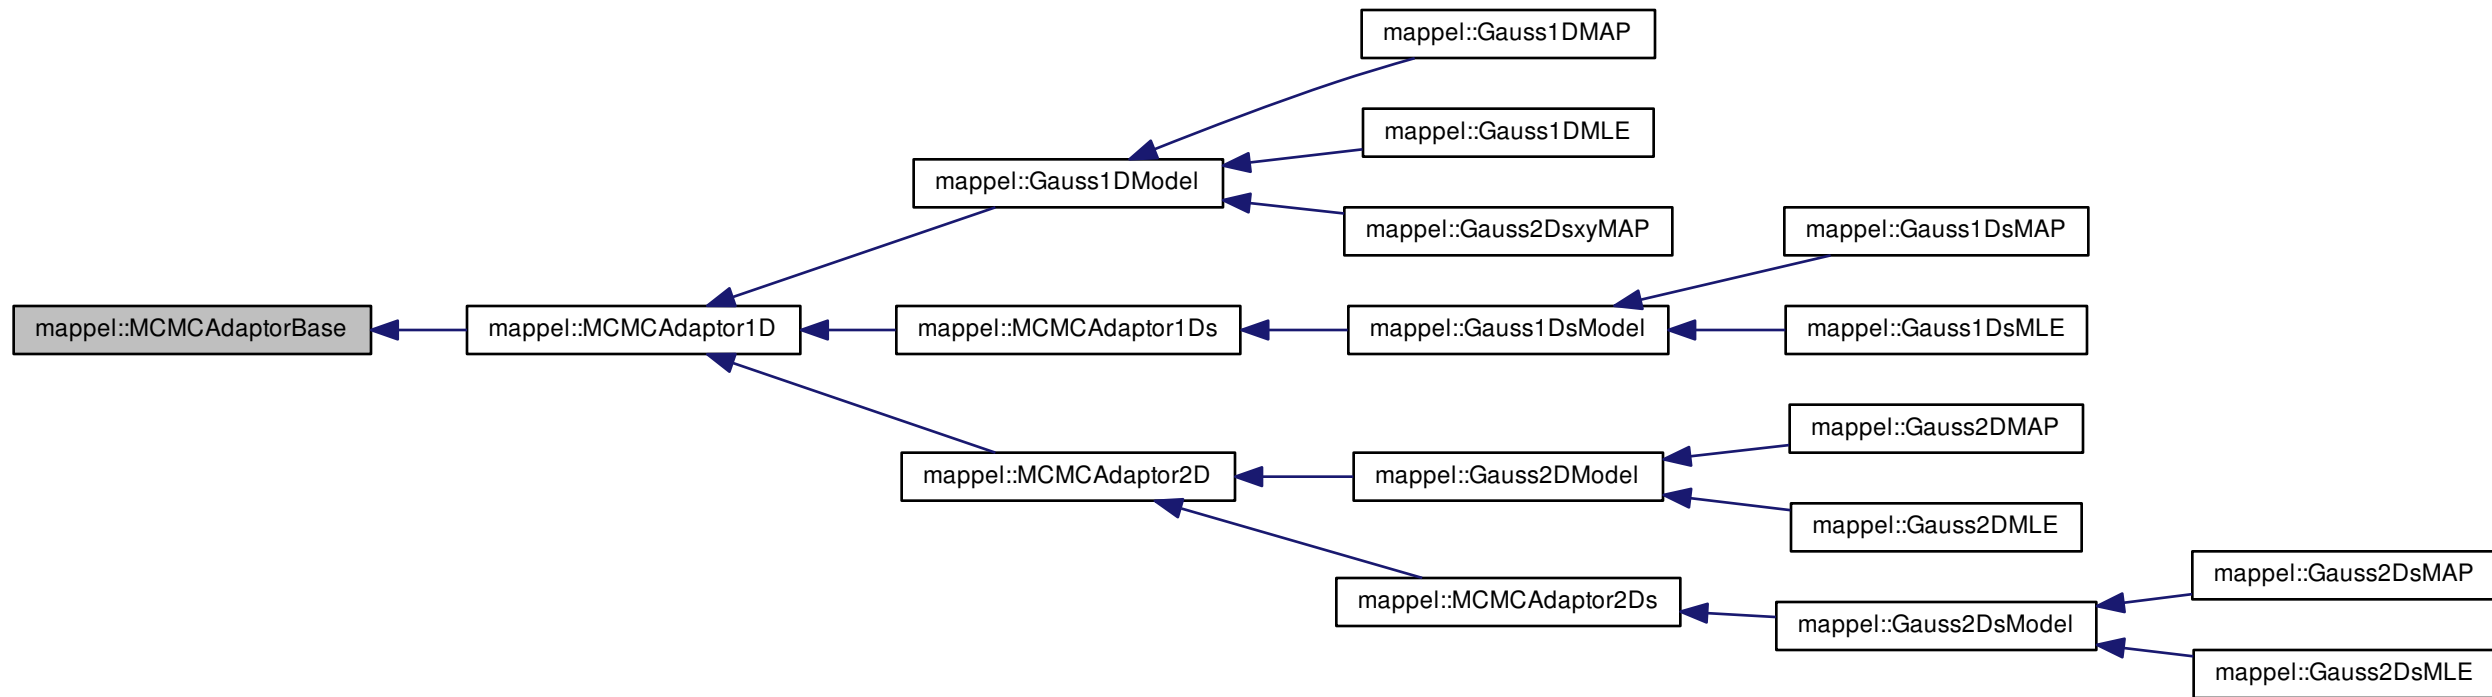 mappel::Gauss1DMAP
mappel::Gauss1DMLE
mappel::Gauss1DModel
mappel::Gauss2DsxyMAP
mappel::Gauss1DsMAP
mappel::MCMCAdaptorBase
mappel::MCMCAdaptor1D
mappel::MCMCAdaptor1Ds
mappel::Gauss1DsModel
mappel::Gauss1DsMLE
mappel::Gauss2DMAP
mappel::MCMCAdaptor2D
mappel::Gauss2DModel
mappel::Gauss2DMLE
mappel::Gauss2DsMAP
mappel::MCMCAdaptor2Ds
mappel::Gauss2DsModel
mappel::Gauss2DsMLE